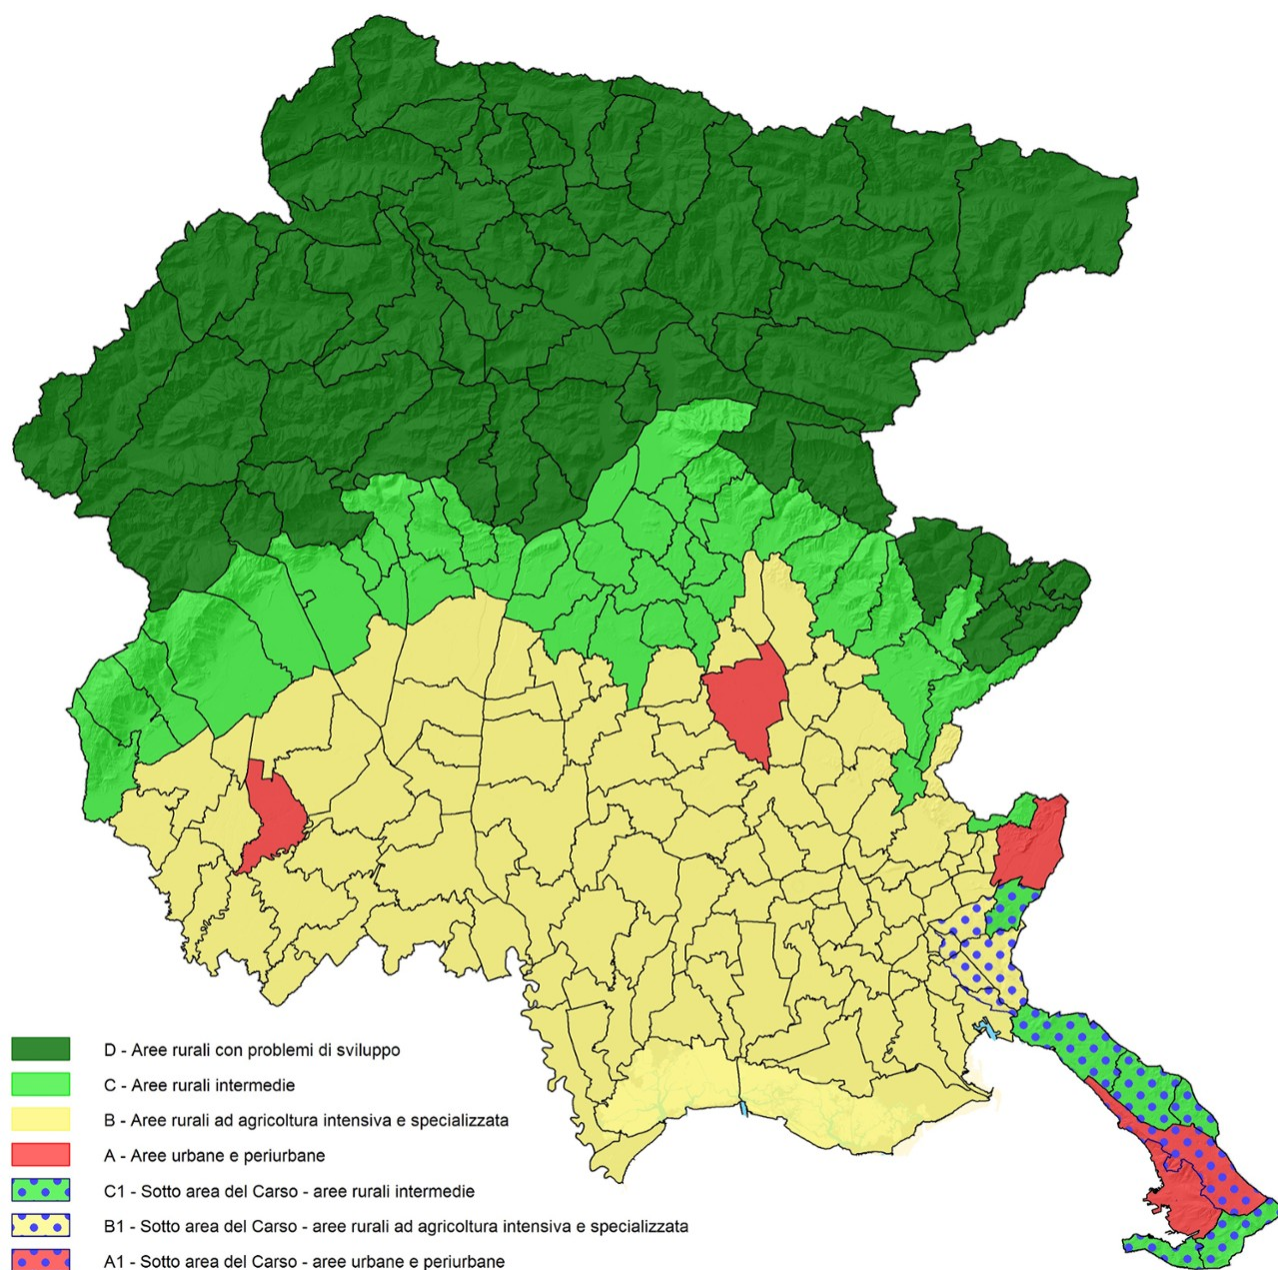 D - Aree rurali con problemi di sviluppo
C - Aree rurali intermedie
B - Aree rurali ad agricoltura intensiva e specializzata
A - Aree urbane e periurbane
C1 - Sotto area del Carso - aree rurali intermedie
B1 - Sotto area del Carso - aree rurali ad agricoltura intensiva e specializzata
A1 - Sotto area del Carso - aree urbane e periurbane